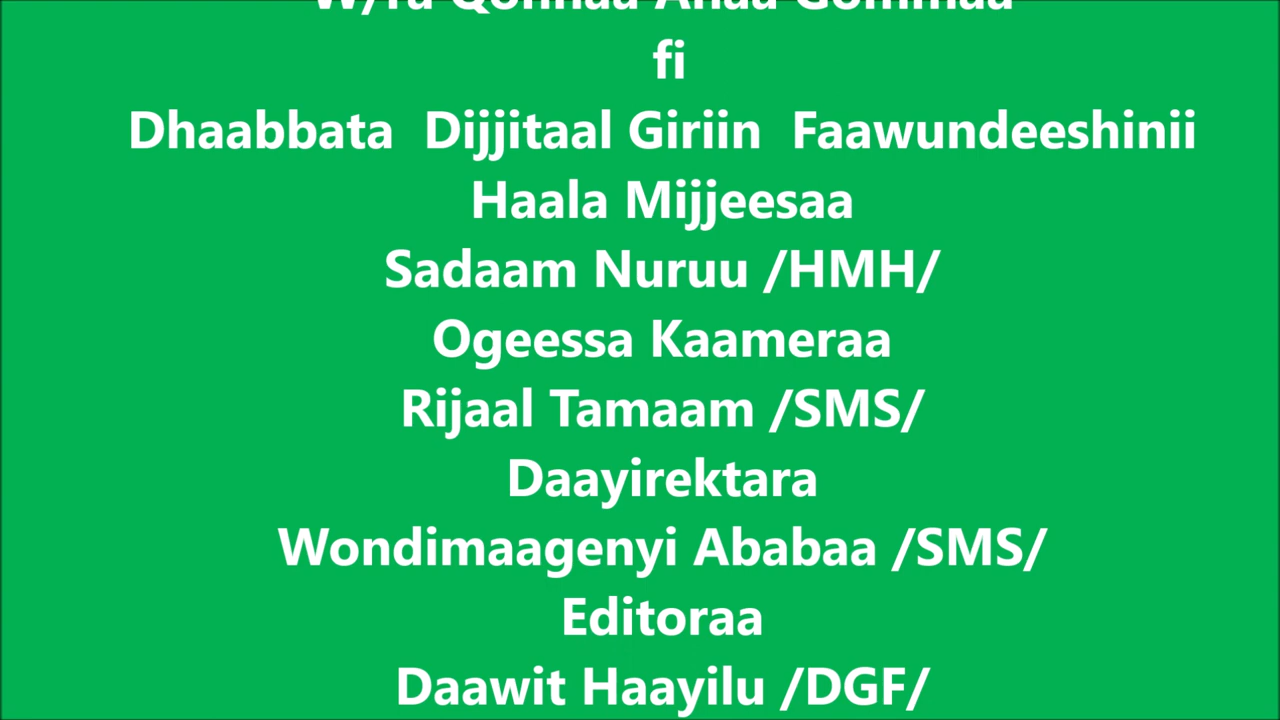 fi
Dhaabbata Dijjitaal Giriin Faawundeeshinii
Haala Mijjeesaa
Sadaam Nuruu /HMH/
Ogeessa Kaameraa
Rijaal Tamaam /SMS/
Daayirektara
Wondimaagenyi Ababaa /SMS/
Editoraa
Daawit Haayilu /DGF/